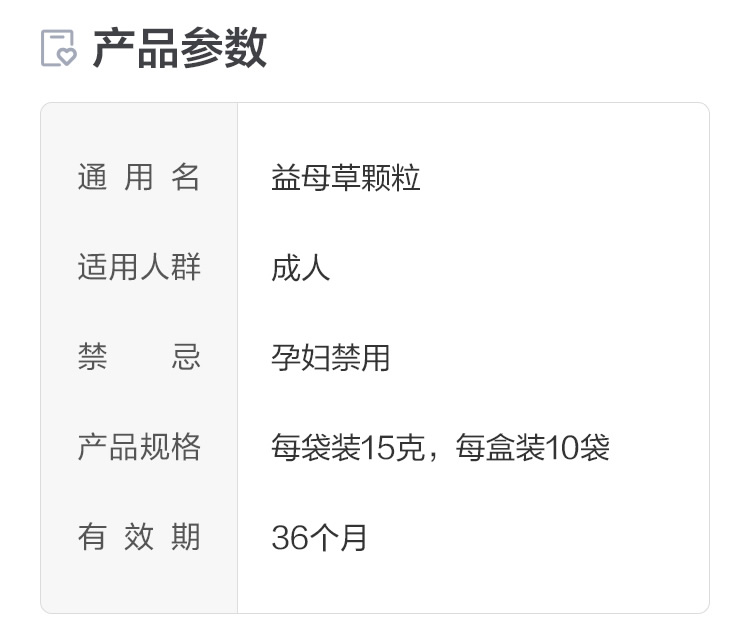 产品参数
通用名 益母草颗粒
适用人群 成人
禁忌 孕妇禁用
产品规格 每袋装15克，每盒装10袋
有效期 36个月